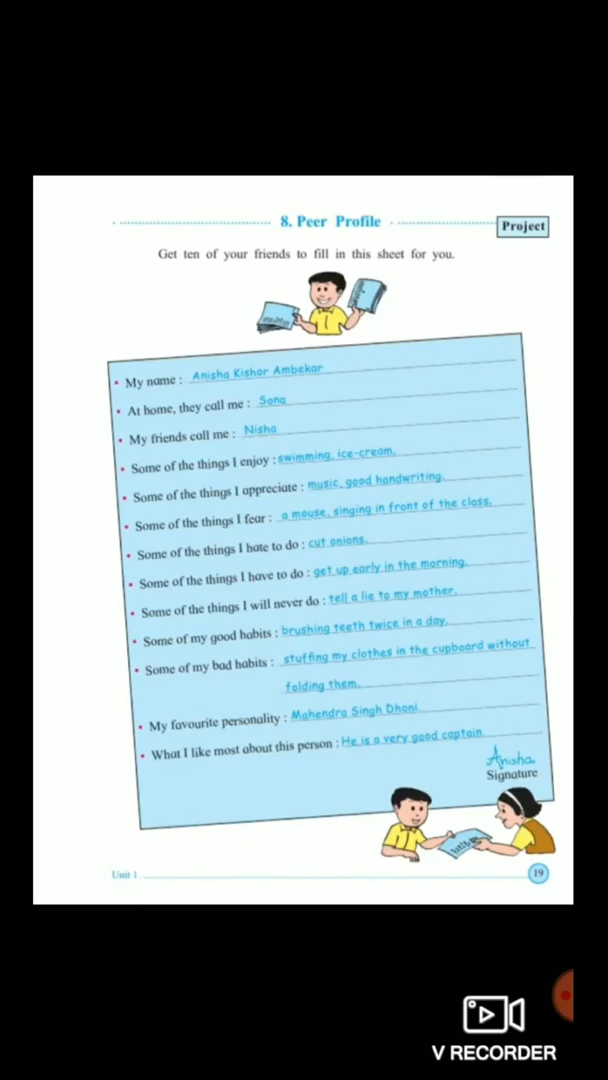 8. Peer Profile
Project
Get ten of your friends to fill in this sheet for you.
• My name : Anisha Kishor Ambekar
• At home, they call me : Sona
• My friends call me : Nisha
• Some of the things I enjoy : swimming, ice-cream.
• Some of the things I appreciate : music, good handwriting.
• Some of the things I fear : a mouse, singing in front of the class.
• Some of the things I hate to do : cut onions.
• Some of the things I have to do : get up early in the morning.
• Some of the things I will never do : tell a lie to my mother.
• Some of my good habits : brushing teeth twice in a day.
• Some of my bad habits : stuffing my clothes in the cupboard without
folding them.
• My favourite personality : Mahendra Singh Dhoni
• What I like most about this person : He is a very good captain.
Anisha
Signature
Unit 1
19
V RECORDER